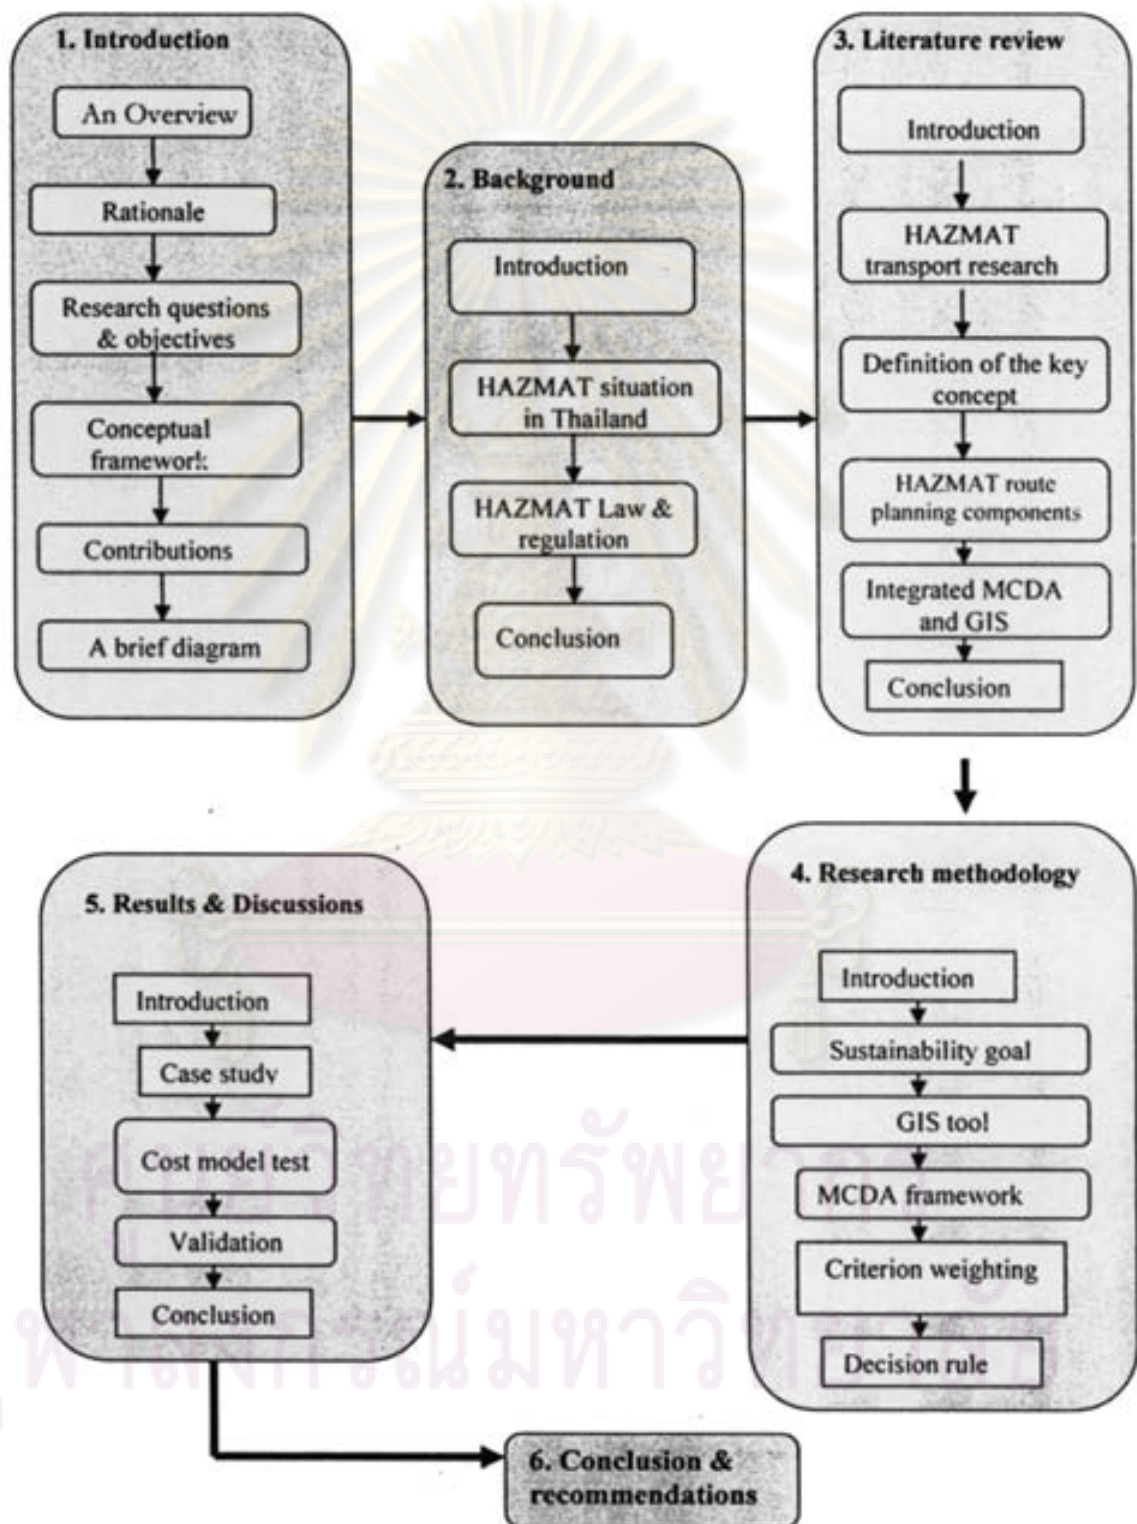 1. Introduction
An Overview
Rationale
Research questions
& objectives
Conceptual
framework
Contributions
A brief diagram
2. Background
Introduction
HAZMAT situation
in Thailand
HAZMAT Law &
regulation
Conclusion
3. Literature review
Introduction
HAZMAT
transport research
Definition of the key
concept
HAZMAT route
planning components
Integrated MCDA
and GIS
Conclusion
4. Research methodology
Introduction
Sustainability goal
GIS tool
MCDA framework
Criterion weighting
Decision rule
5. Results & Discussions
Introduction
Case study
Cost model test
Validation
Conclusion
6. Conclusion &
recommendations